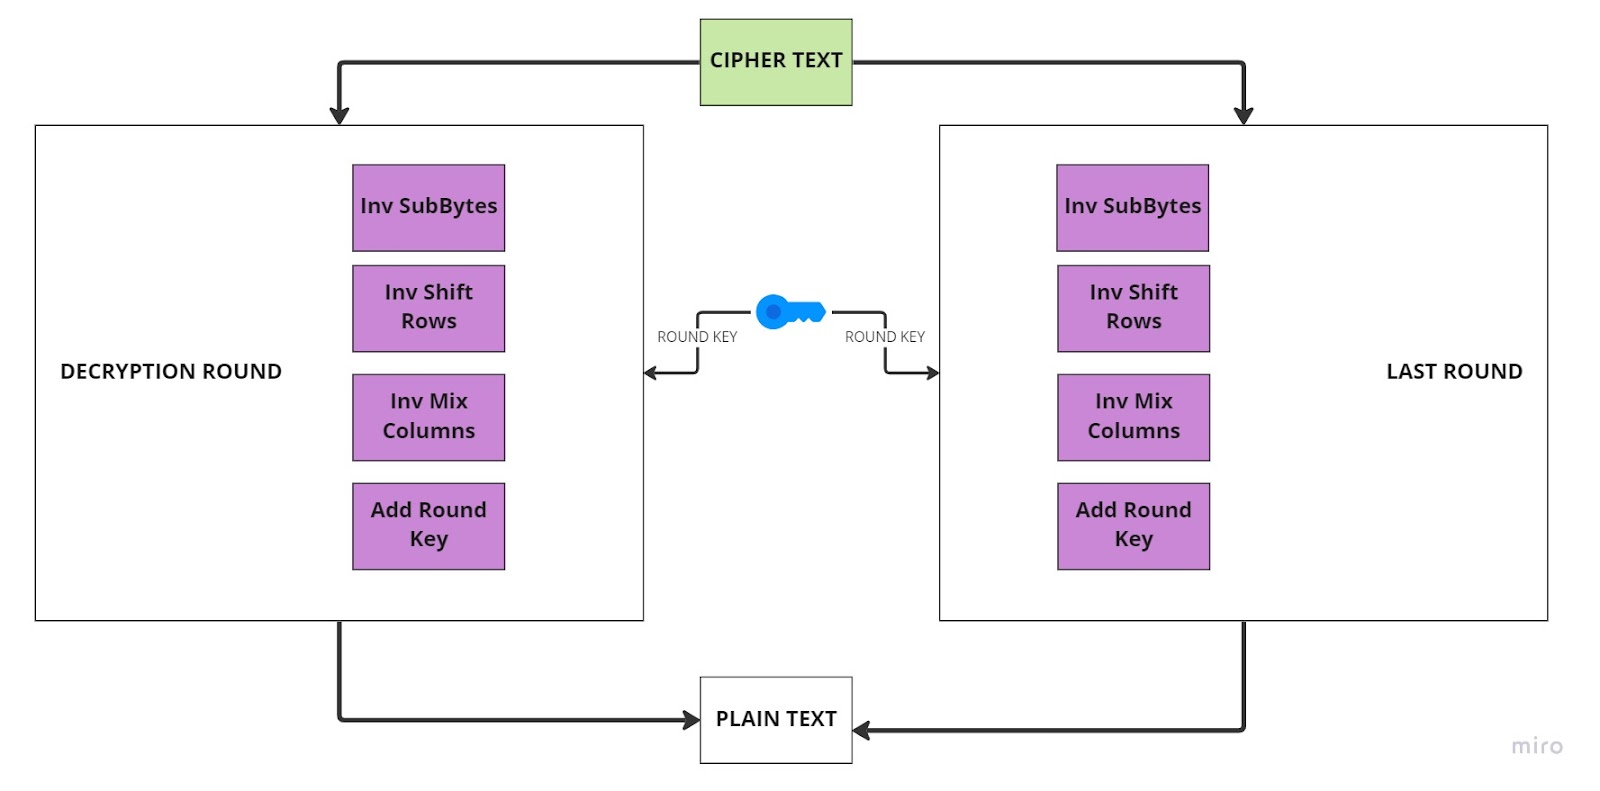 CIPHER TEXT
DECRYPTION ROUND
Inv SubBytes
Inv Shift
Rows
Inv Mix
Columns
Add Round
Key
ROUND KEY
ROUND KEY
Inv SubBytes
Inv Shift
Rows
Inv Mix
Columns
Add Round
Key
LAST ROUND
PLAIN TEXT
miro